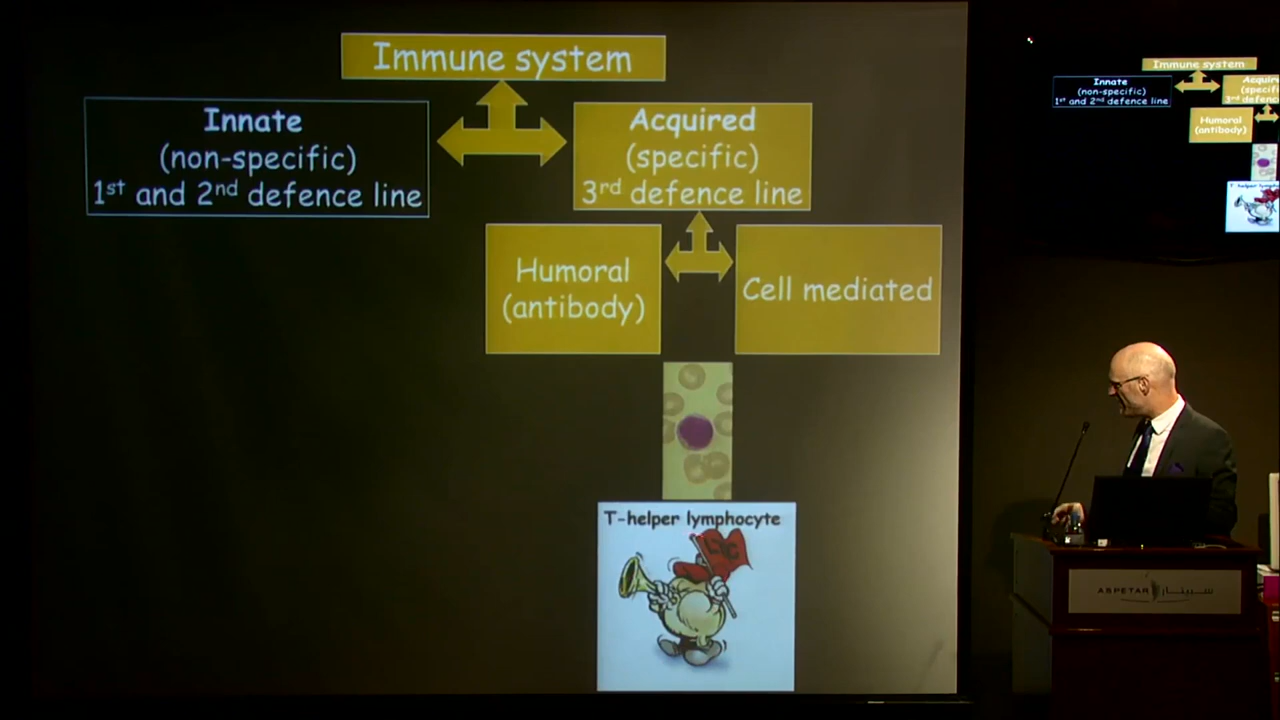 Immune system
Innate
(non-specific)
1st and 2nd defence line
Acquired
(specific)
3rd defence line
Humoral
(antibody)
Cell mediated
T-helper lymphocyte
Immune system
Innate
(non-specific)
1st and 2nd defence line
Humoral
(antibody)
ASPETAR سبيتار